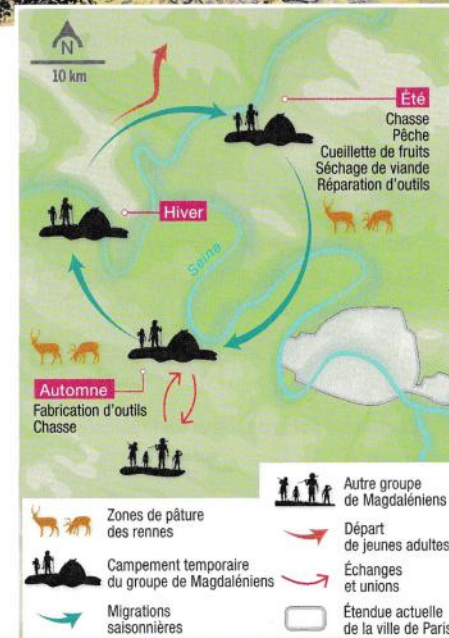 N
10 km
Été
Chasse
Pêche
Cueillette de fruits
Séchage de viande
Réparation d'outils
Hiver
Seine
Automne
Fabrication d'outils
Chasse
Zones de pâture
des rennes
Campement temporaire
du groupe de Magdaléniens
Migrations
saisonnières
Autre groupe
de Magdaléniens
Départ
de jeunes adultes
Échanges
et unions
Étendue actuelle
de la ville de Paris